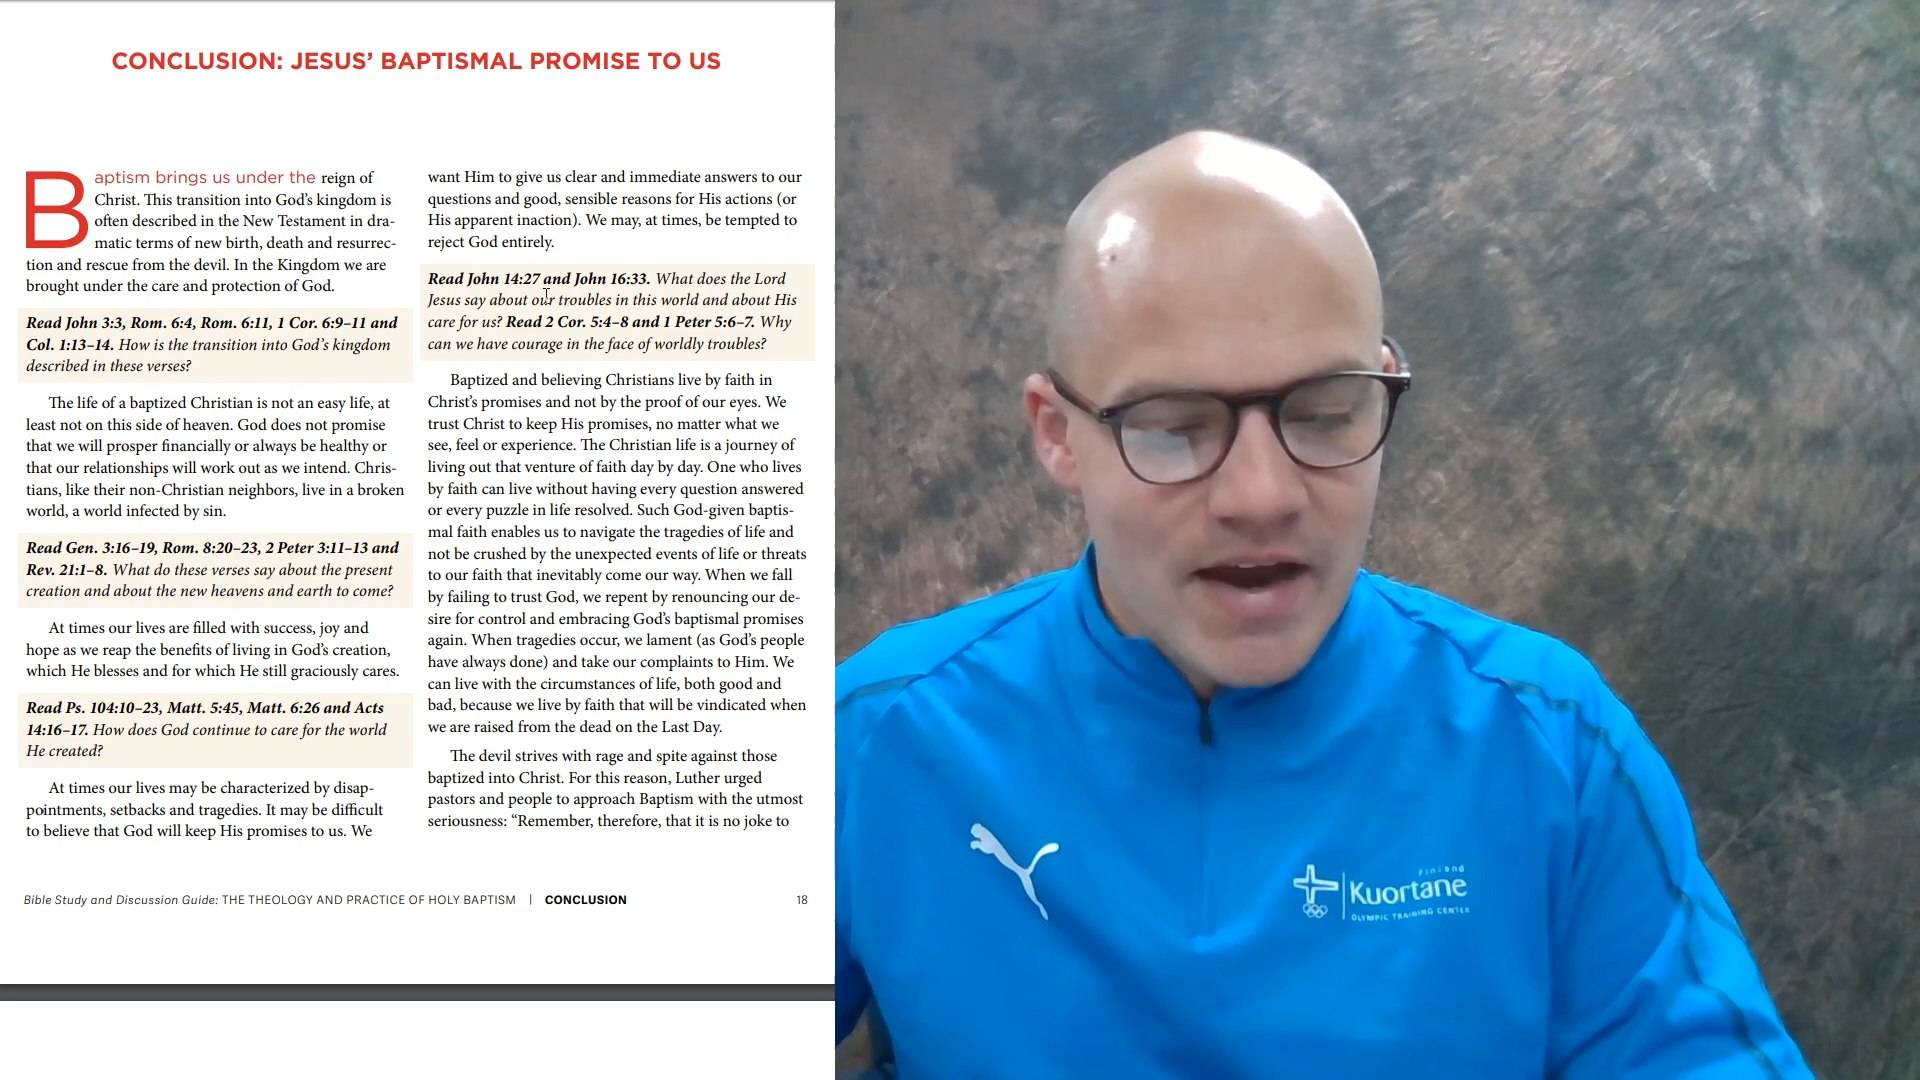 CONCLUSION: JESUS’ BAPTISMAL PROMISE TO US
Baptism brings us under the reign of
Christ. This transition into God’s kingdom is
often described in the New Testament in dra-
matic terms of new birth, death and resurrec-
tion and rescue from the devil. In the Kingdom we are
brought under the care and protection of God.
Read John 3:3, Rom. 6:4, Rom. 6:11, 1 Cor. 6:9–11 and
Col. 1:13–14. How is the transition into God’s kingdom
described in these verses?
The life of a baptized Christian is not an easy life, at
least not on this side of heaven. God does not promise
that we will prosper financially or always be healthy or
that our relationships will work out as we intend. Chris-
tians, like their non-Christian neighbors, live in a broken
world, a world infected by sin.
Read Gen. 3:16–19, Rom. 8:20–23, 2 Peter 3:11–13 and
Rev. 21:1–8. What do these verses say about the present
creation and about the new heavens and earth to come?
At times our lives are filled with success, joy and
hope as we reap the benefits of living in God’s creation,
which He blesses and for which He still graciously cares.
Read Ps. 104:10–23, Matt. 5:45, Matt. 6:26 and Acts
14:16–17. How does God continue to care for the world
He created?
At times our lives may be characterized by disap-
pointments, setbacks and tragedies. It may be difficult
to believe that God will keep His promises to us. We
want Him to give us clear and immediate answers to our
questions and good, sensible reasons for His actions (or
His apparent inaction). We may, at times, be tempted to
reject God entirely.
Read John 14:27 and John 16:33. What does the Lord
Jesus say about our troubles in this world and about His
care for us? Read 2 Cor. 5:4–8 and 1 Peter 5:6–7. Why
can we have courage in the face of worldly troubles?
Baptized and believing Christians live by faith in
Christ’s promises and not by the proof of our eyes. We
trust Christ to keep His promises, no matter what we
see, feel or experience. The Christian life is a journey of
living out that venture of faith day by day. One who lives
by faith can live without having every question answered
or every puzzle in life resolved. Such God-given baptis-
mal faith enables us to navigate the tragedies of life and
not be crushed by the unexpected events of life or threats
to our faith that inevitably come our way. When we fall
by failing to trust God, we repent by renouncing our de-
sire for control and embracing God’s baptismal promises
again. When tragedies occur, we lament (as God’s people
have always done) and take our complaints to Him. We
can live with the circumstances of life, both good and
bad, because we live by faith that will be vindicated when
we are raised from the dead on the Last Day.
The devil strives with rage and spite against those
baptized into Christ. For this reason, Luther urged
pastors and people to approach Baptism with the utmost
seriousness: “Remember, therefore, that it is no joke to
Bible Study and Discussion Guide: THE THEOLOGY AND PRACTICE OF HOLY BAPTISM | CONCLUSION 18
Finland
Kuortane
OLYMPIC TRAINING CENTER